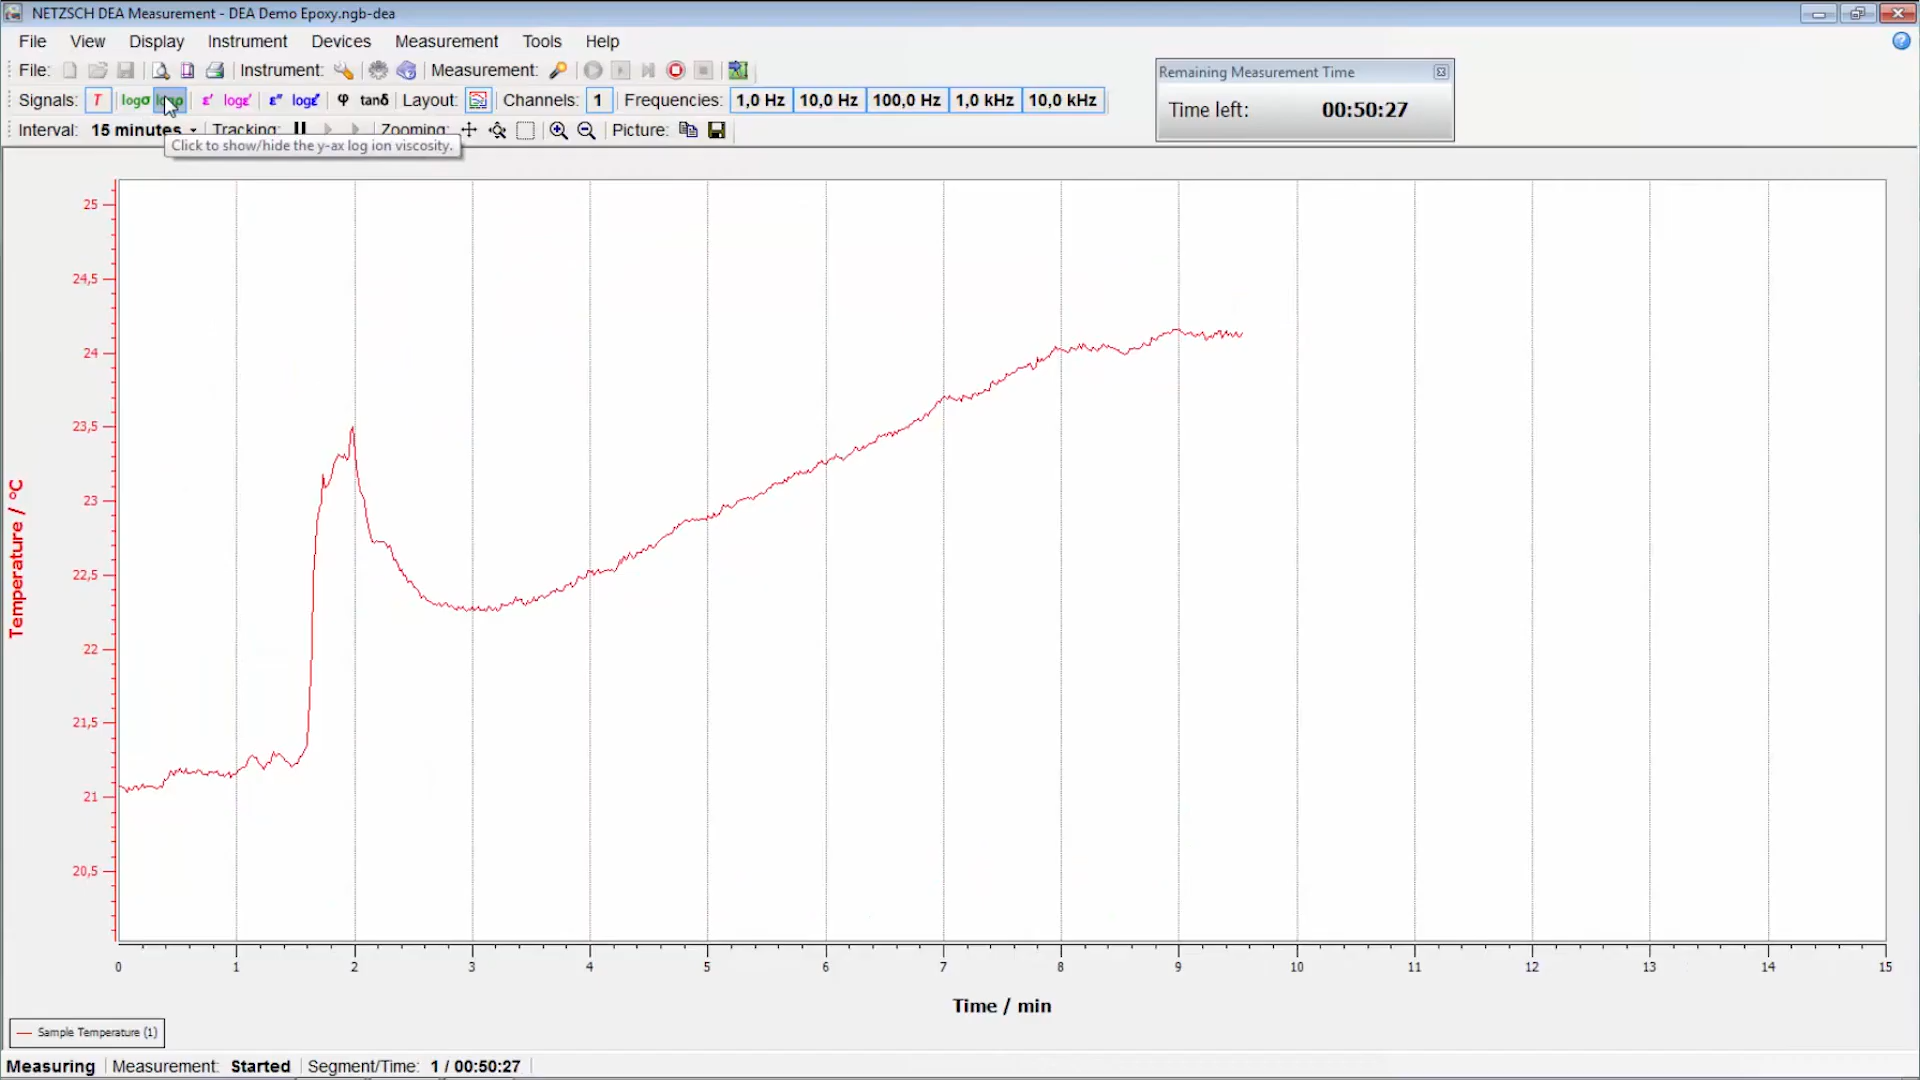 NETZSCH DEA Measurement - DEA Demo Epoxy.ngb-dea
File View Display Instrument Devices Measurement Tools Help
File: Instrument: Measurement:
Signals: T logσ ε' logε' ε" logε" φ tanδ Layout: Channels: 1 Frequencies: 1,0 Hz 10,0 Hz 100,0 Hz 1,0 kHz 10,0 kHz
Interval: 15 minutes Tracking: Zooming: Picture:
Click to show/hide the y-ax log ion viscosity.
Remaining Measurement Time
Time left: 00:50:27
25
24,5
24
23,5
23
22,5
22
21,5
21
20,5
Temperature / °C
0 1 2 3 4 5 6 7 8 9 10 11 12 13 14 15
Time / min
Sample Temperature (1)
Measuring Measurement: Started Segment/Time: 1 / 00:50:27